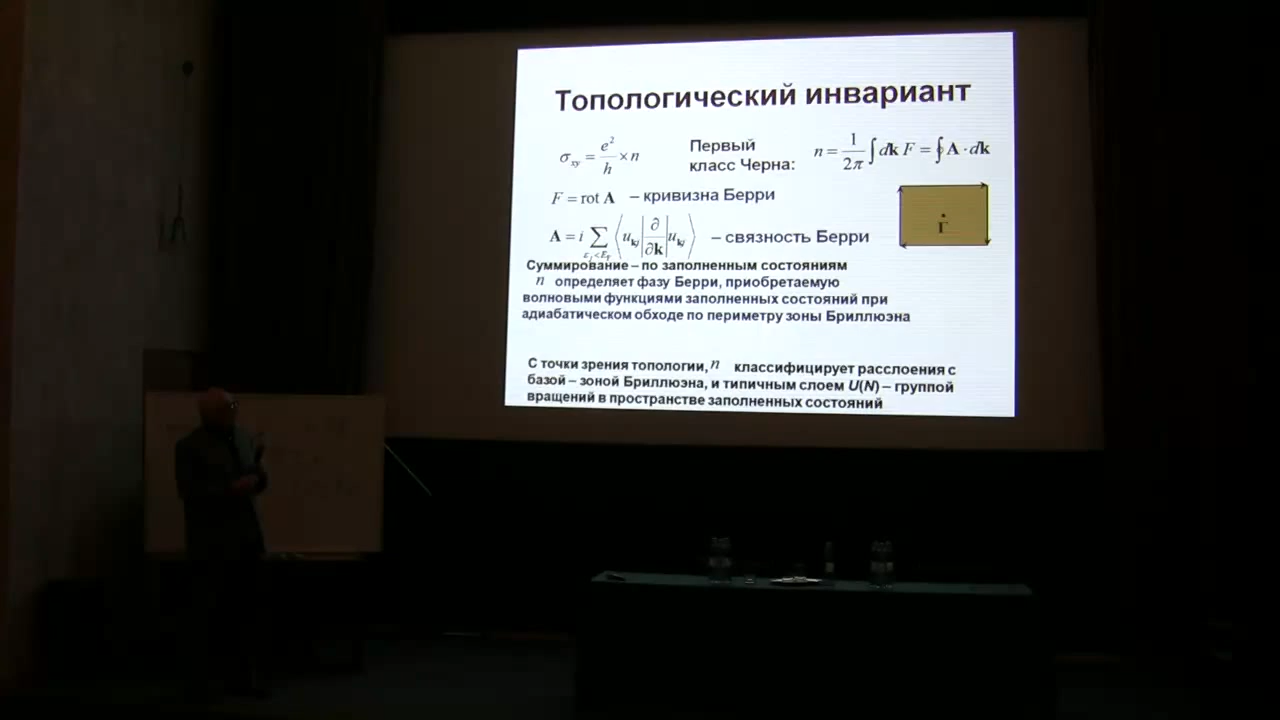 Топологический инвариант
σxy = e²/h × n
Первый класс Черна:
n = 1/2π ∫ dk F = ∮ A · dk
F = rot A – кривизна Берри
A = i ∑ εj<EF ⟨ukj | ∂/∂k | ukj⟩ – связность Берри
Γ
Суммирование – по заполненным состояниям
n определяет фазу Берри, приобретаемую
волновыми функциями заполненных состояний при
адиабатическом обходе по периметру зоны Бриллюэна
С точки зрения топологии, n классифицирует расслоения с
базой – зоной Бриллюэна, и типичным слоем U(N) – группой
вращений в пространстве заполненных состояний